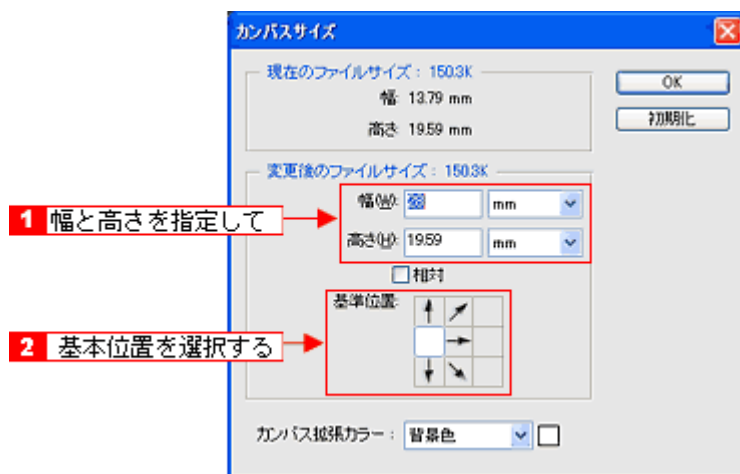 カンバスサイズ
現在のファイルサイズ : 150.3K
幅: 13.79 mm
高さ: 19.59 mm
OK
初期化
変更後のファイルサイズ : 150.3K
幅(W): mm
高さ(H): 19.59 mm
相対
基準位置:
カンバス拡張カラー : 背景色
1 幅と高さを指定して
2 基本位置を選択する